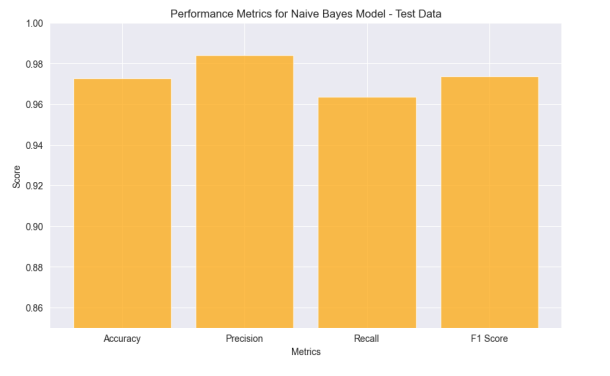 Performance Metrics for Naive Bayes Model - Test Data
1.00
0.98
0.96
0.94
0.92
0.90
0.88
0.86
Score
Accuracy Precision Recall F1 Score
Metrics